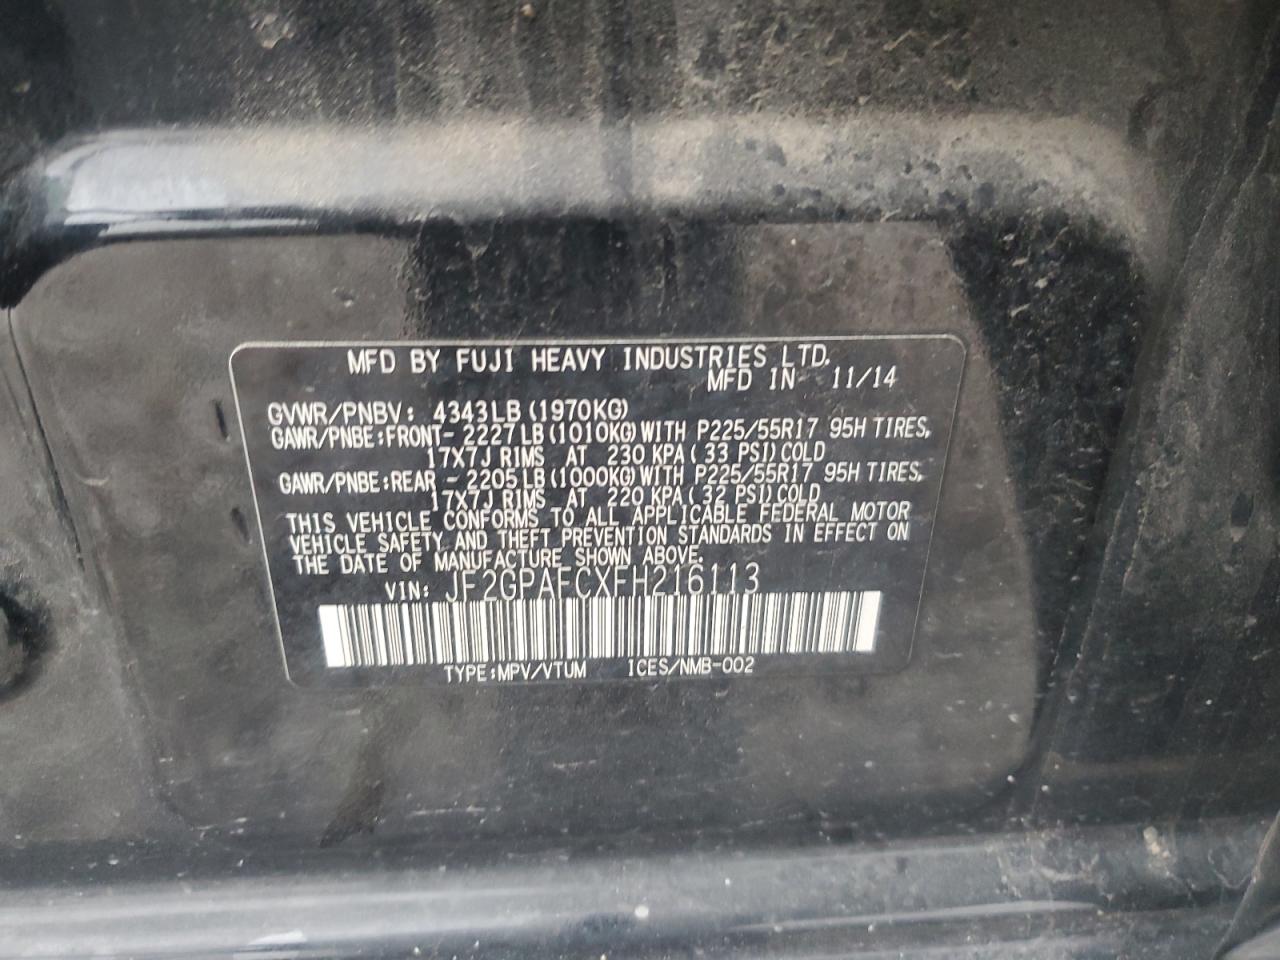 MFD BY FUJI HEAVY INDUSTRIES LTD.
MFD IN 11/14
GVWR/PNBV: 4343LB (1970KG)
GAWR/PNBE:FRONT- 2227LB (1010KG) WITH P225/55R17 95H TIRES,
17X7J RIMS AT 230 KPA (33 PSI) COLD
GAWR/PNBE:REAR - 2205LB (1000KG) WITH P225/55R17 95H TIRES,
17X7J RIMS AT 220 KPA (32 PSI) COLD
THIS VEHICLE CONFORMS TO ALL APPLICABLE FEDERAL MOTOR
VEHICLE SAFETY AND THEFT PREVENTION STANDARDS IN EFFECT ON
THE DATE OF MANUFACTURE SHOWN ABOVE.
VIN: JF2GPAFCXFH216113
TYPE:MPV/VTUM ICES/NMB-002